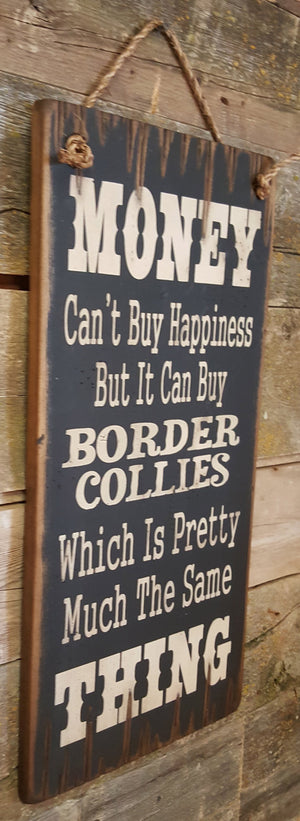 MONEY
Can't Buy Happiness
But It Can Buy
BORDER
COLLIES
Which Is Pretty
Much The Same
THING